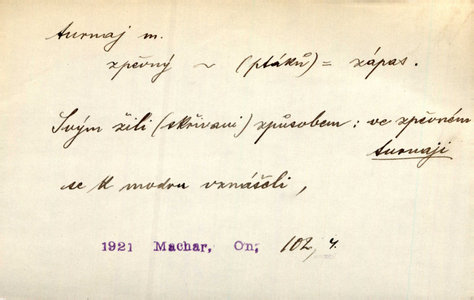 turnaj m.
zpěvný ~ (ptáků) = zápas.
Svým žili (skřivani) způsobem: ve zpěvném
turnaji
se k modru vznášeli,
1921 Machar, On, 102, 4.